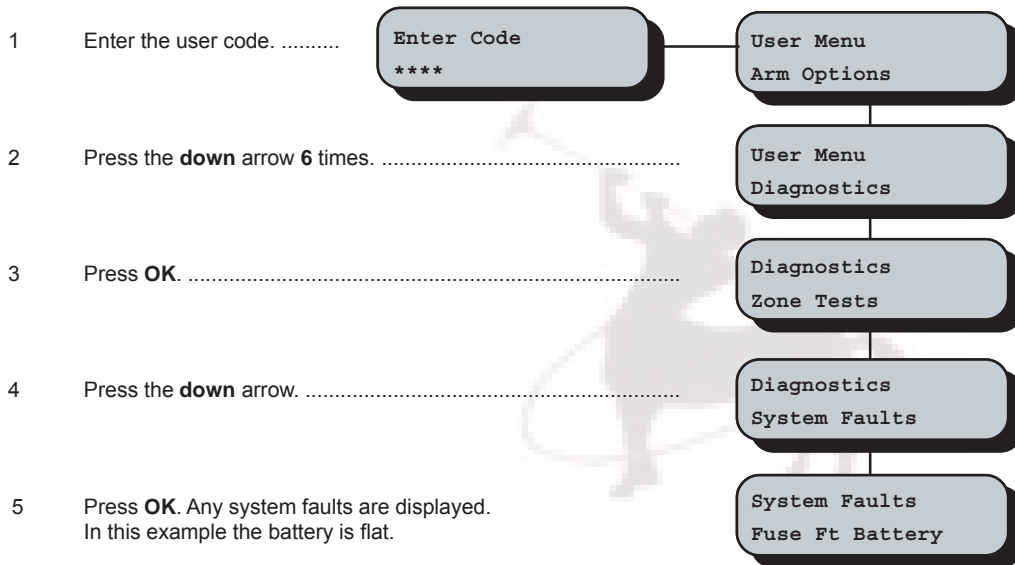 1 Enter the user code. ..........
Enter Code
****
User Menu
Arm Options
2 Press the down arrow 6 times. ...................................................
User Menu
Diagnostics
3 Press OK. ....................................................................................
Diagnostics
Zone Tests
4 Press the down arrow. ................................................................
Diagnostics
System Faults
5 Press OK. Any system faults are displayed.
In this example the battery is flat.
System Faults
Fuse Ft Battery